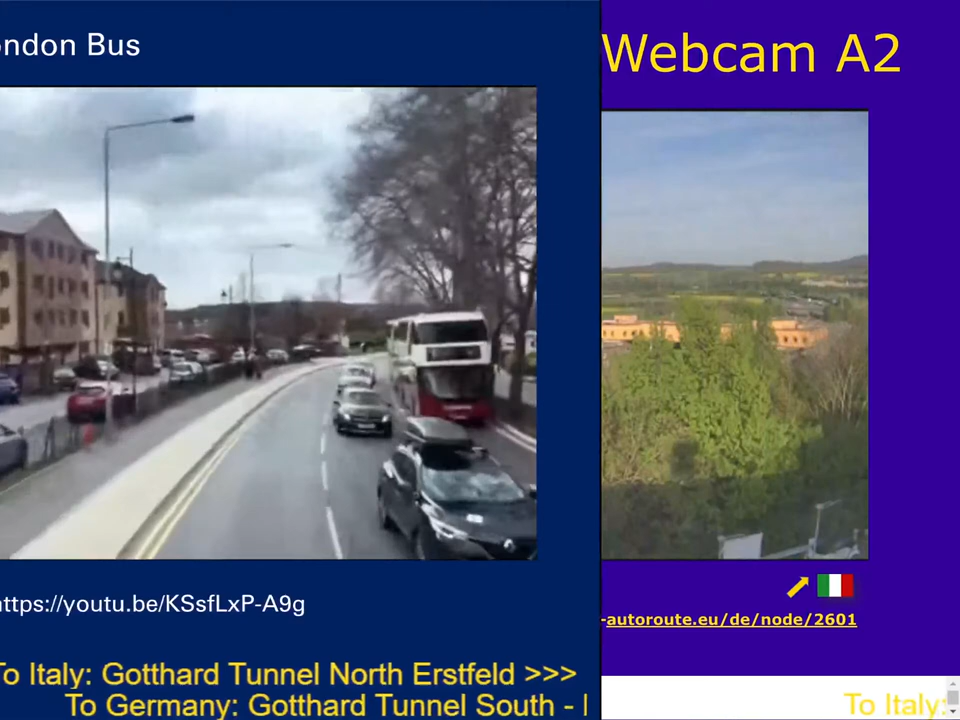 ondon Bus
Webcam A2
ttps://youtu.be/KSsfLxP-A9g
-autoroute.eu/de/node/2601
To Italy: Gotthard Tunnel North Erstfeld >>>
To Germany: Gotthard Tunnel South -
To Italy: